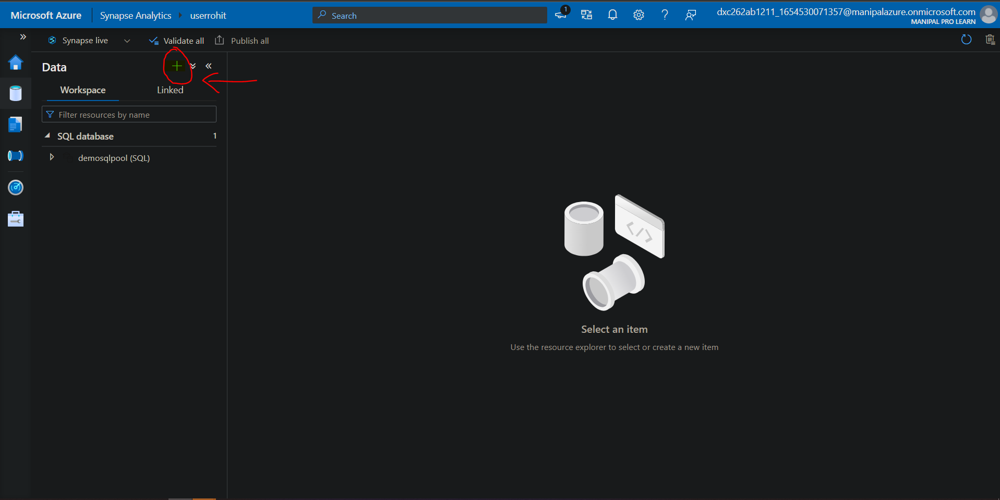 Microsoft Azure
Synapse Analytics
userrohit
Search
1
dxc262ab1211_1654530071357@manipalazure.onmicrosoft.com
MANIPAL PRO LEARN
Synapse live
Validate all
Publish all
Data
Workspace
Linked
Filter resources by name
SQL database
1
demosqlpool (SQL)
Select an item
Use the resource explorer to select or create a new item